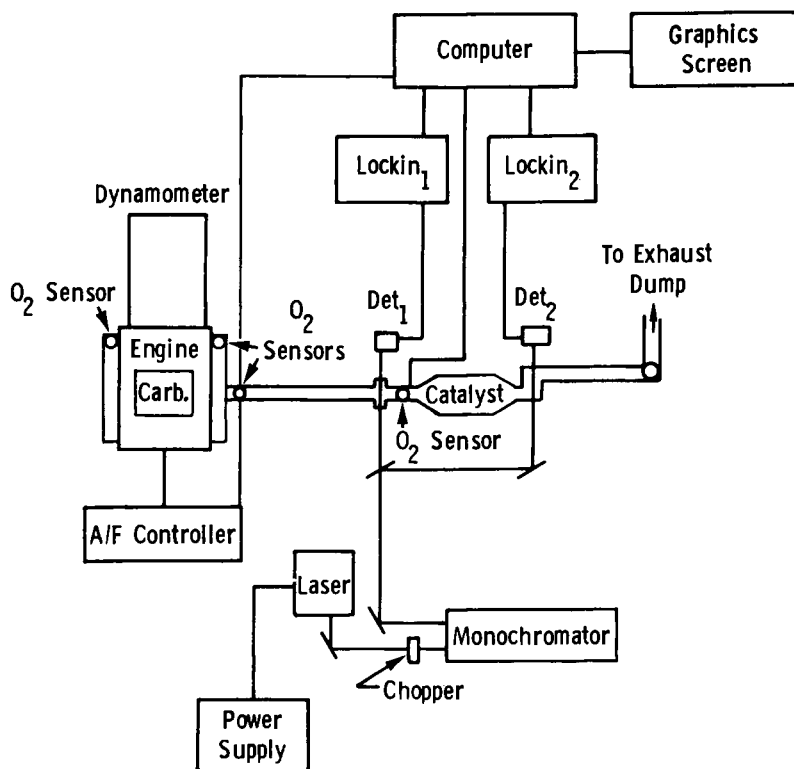 Computer
Graphics
Screen
Lockin1
Lockin2
Dynamometer
To Exhaust
Dump
O2 Sensor
O2
Sensors
Det1
Det2
Engine
Carb.
Catalyst
O2 Sensor
A/F Controller
Laser
Monochromator
Chopper
Power
Supply